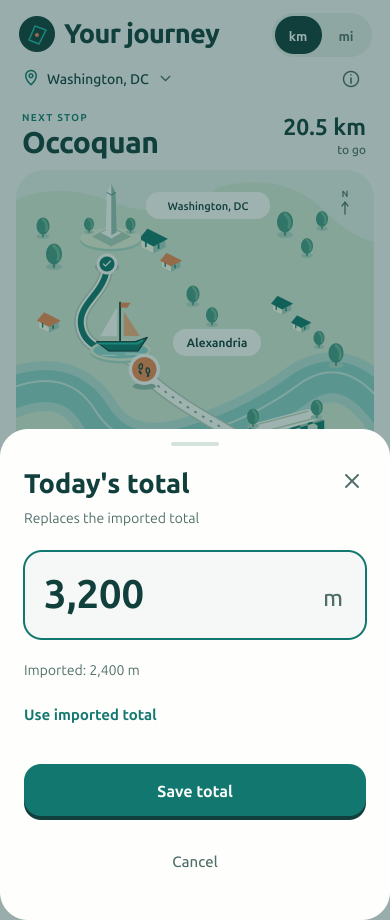 Your journey
km
mi
Washington, DC
NEXT STOP
Occoquan
20.5 km
to go
Washington, DC
N
Alexandria
Today's total
Replaces the imported total
3,200
m
Imported: 2,400 m
Use imported total
Save total
Cancel